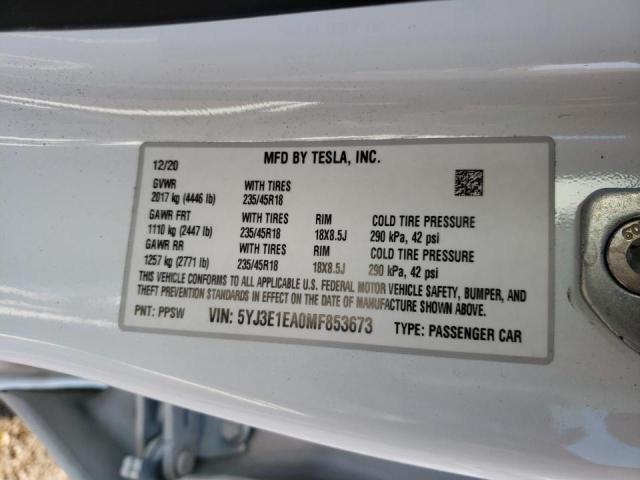 12/20 MFD BY TESLA, INC.
GVWR WITH TIRES
2017 kg (4446 lb) 235/45R18
GAWR FRT WITH TIRES RIM COLD TIRE PRESSURE
1110 kg (2447 lb) 235/45R18 18X8.5J 290 kPa, 42 psi
GAWR RR WITH TIRES RIM COLD TIRE PRESSURE
1257 kg (2771 lb) 235/45R18 18X8.5J 290 kPa, 42 psi
THIS VEHICLE CONFORMS TO ALL APPLICABLE U.S. FEDERAL MOTOR VEHICLE SAFETY, BUMPER, AND
THEFT PREVENTION STANDARDS IN EFFECT ON THE DATE OF MANUFACTURE SHOWN ABOVE.
PNT: PPSW VIN: 5YJ3E1EA0MF853673 TYPE: PASSENGER CAR